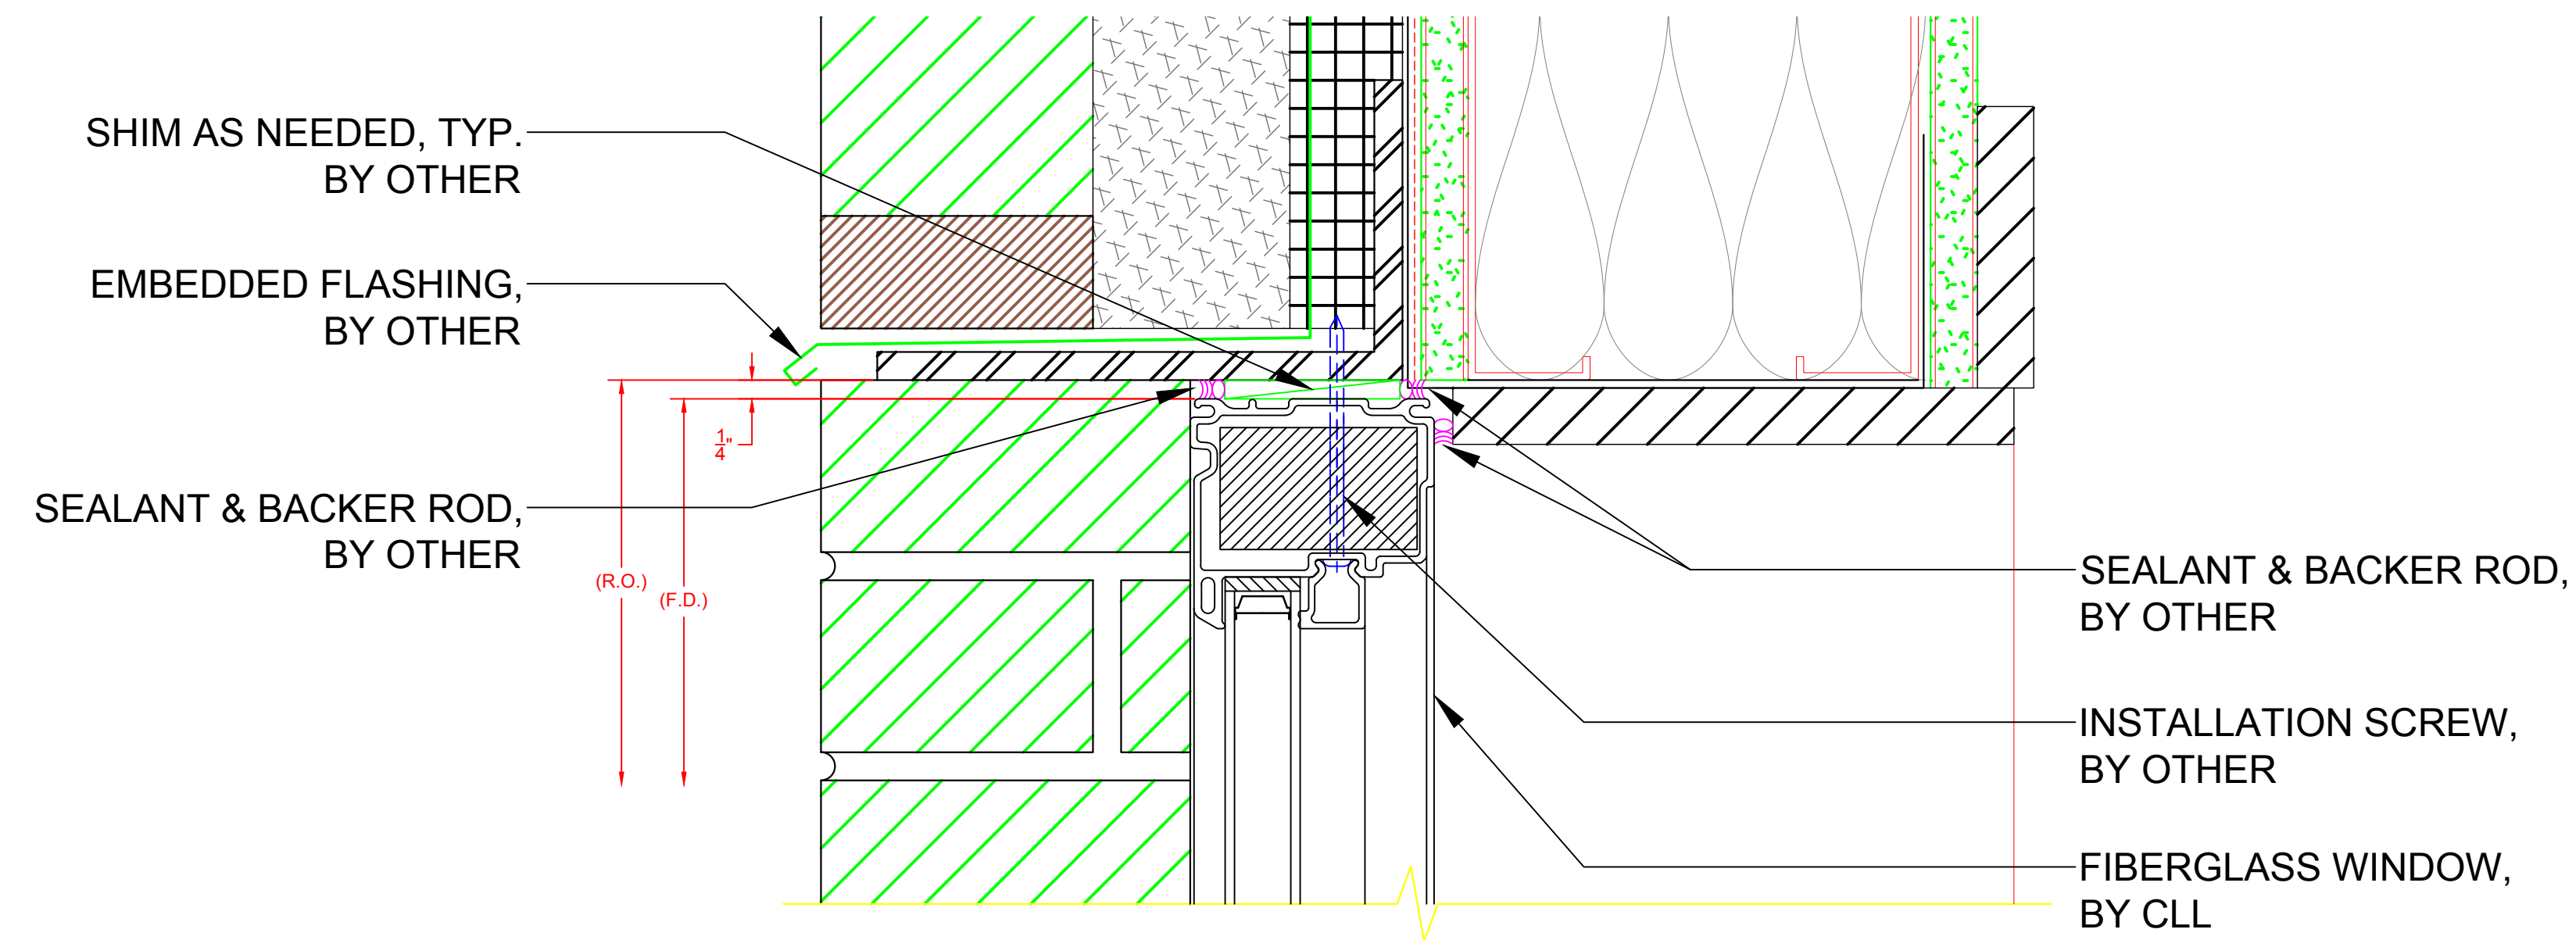 SHIM AS NEEDED, TYP.
BY OTHER
EMBEDDED FLASHING,
BY OTHER
1/4"
SEALANT & BACKER ROD,
BY OTHER
(R.O.)
(F.D.)
SEALANT & BACKER ROD,
BY OTHER
INSTALLATION SCREW,
BY OTHER
FIBERGLASS WINDOW,
BY CLL